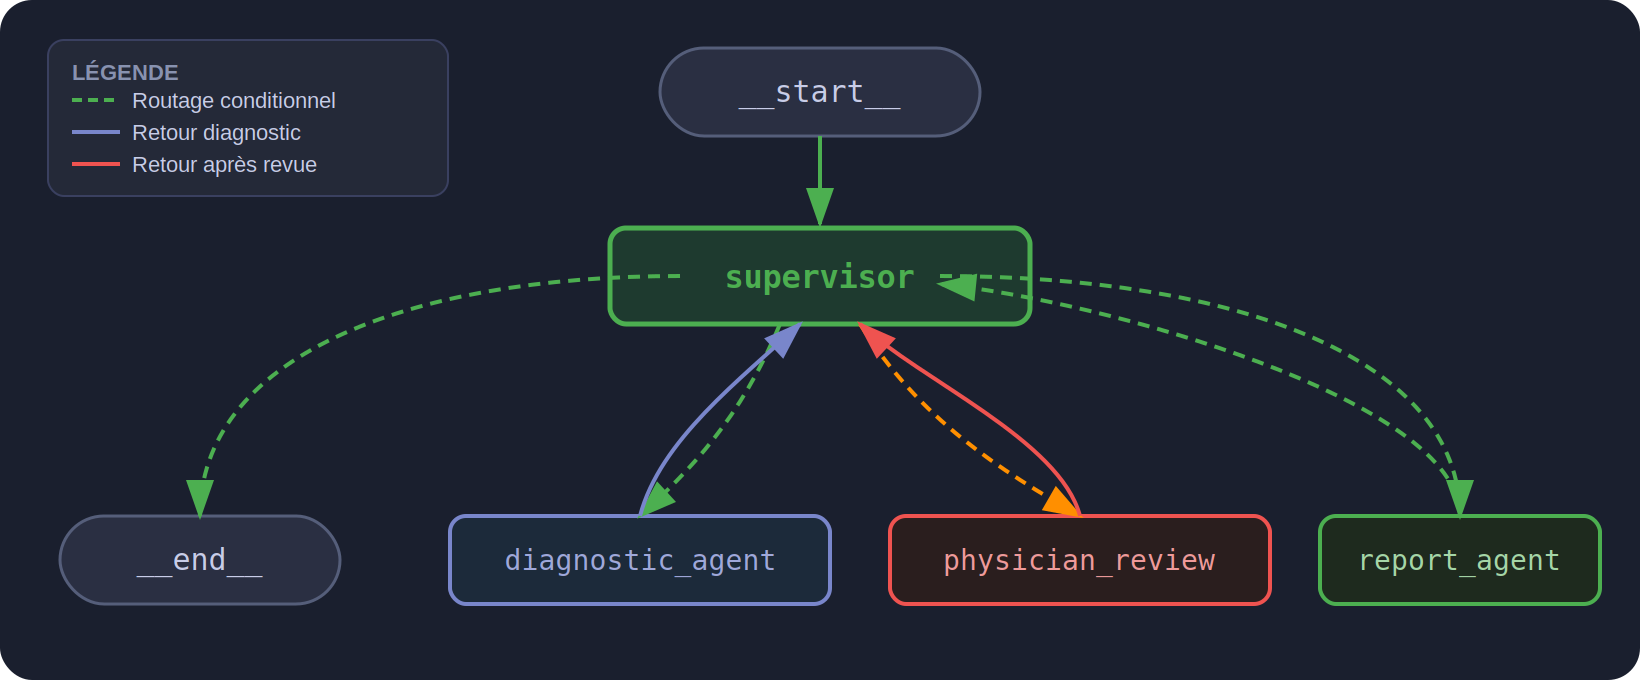 LÉGENDE
Routage conditionnel
Retour diagnostic
Retour après revue
__start__
supervisor
__end__
diagnostic_agent
physician_review
report_agent